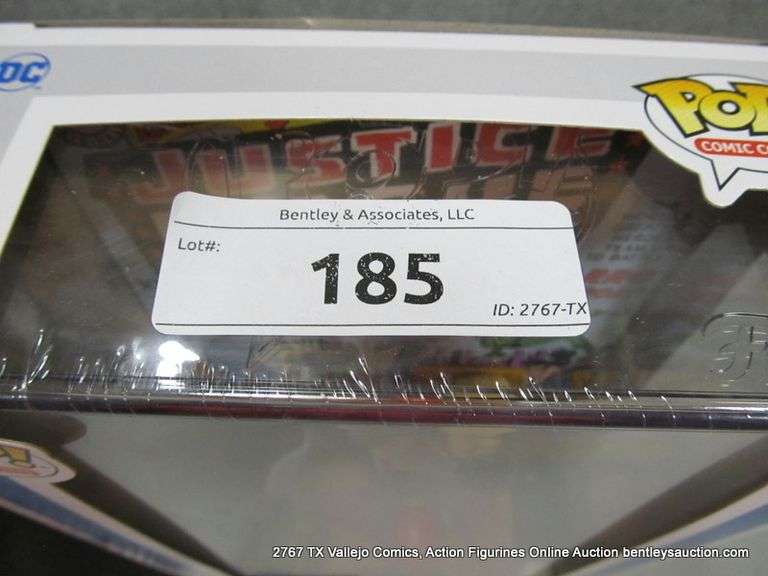 DC
POP
COMIC CO
JUSTICE
Bentley & Associates, LLC
Lot#:
185
ID: 2767-TX
2767 TX Vallejo Comics, Action Figurines Online Auction bentleysauction.com